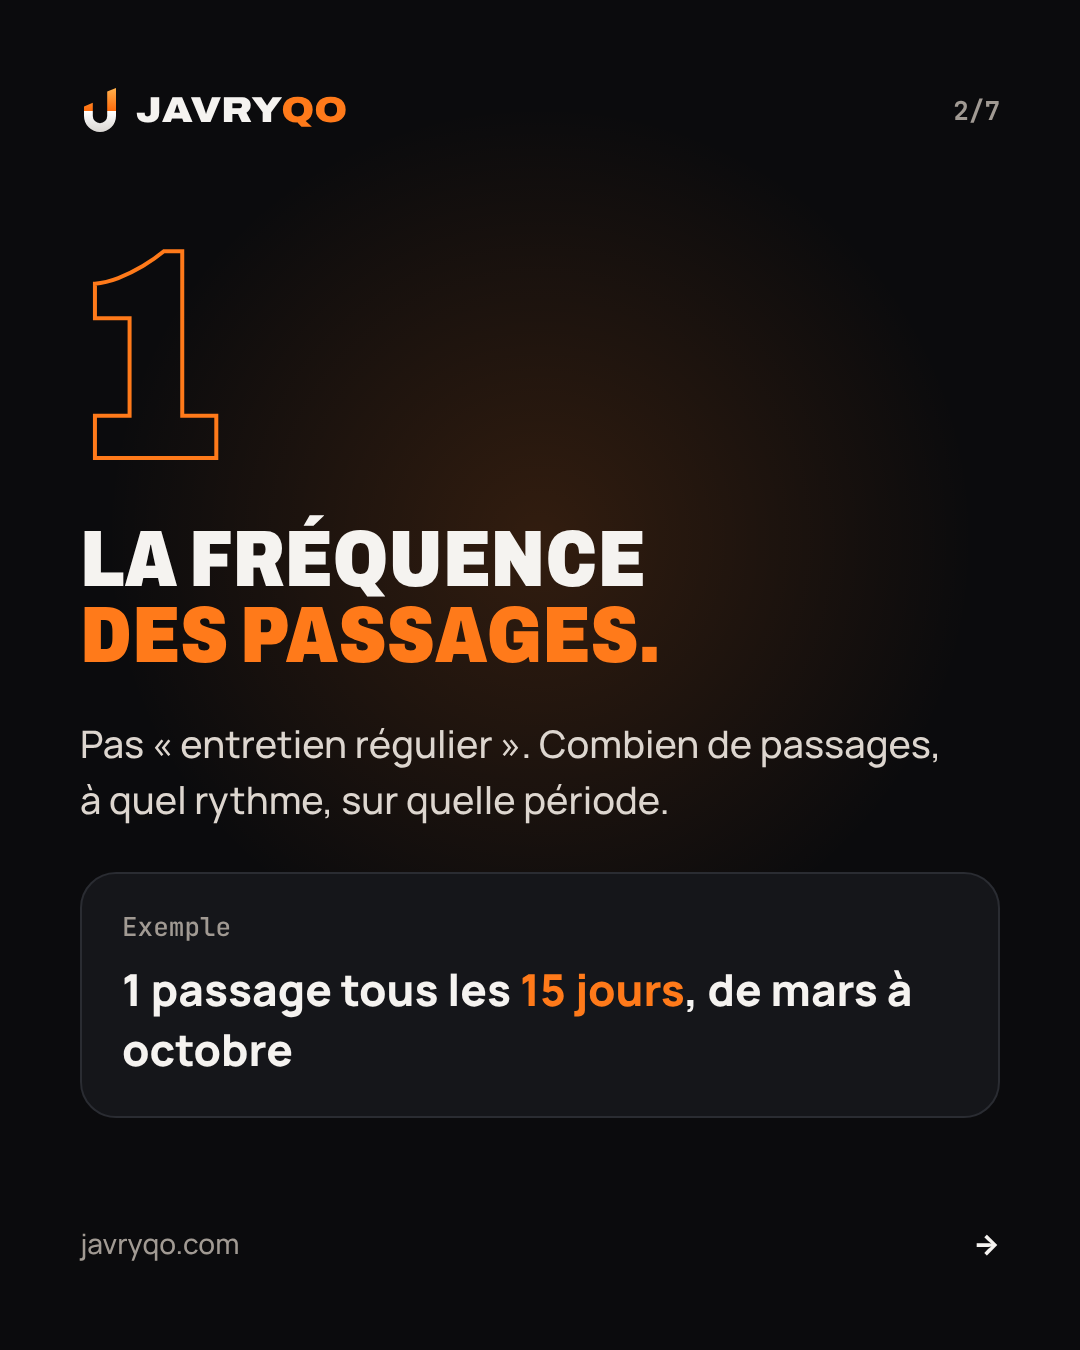 JAVRYQO
2/7
1
LA FRÉQUENCE
DES PASSAGES.
Pas « entretien régulier ». Combien de passages,
à quel rythme, sur quelle période.
Exemple
1 passage tous les 15 jours, de mars à
octobre
javryqo.com
→